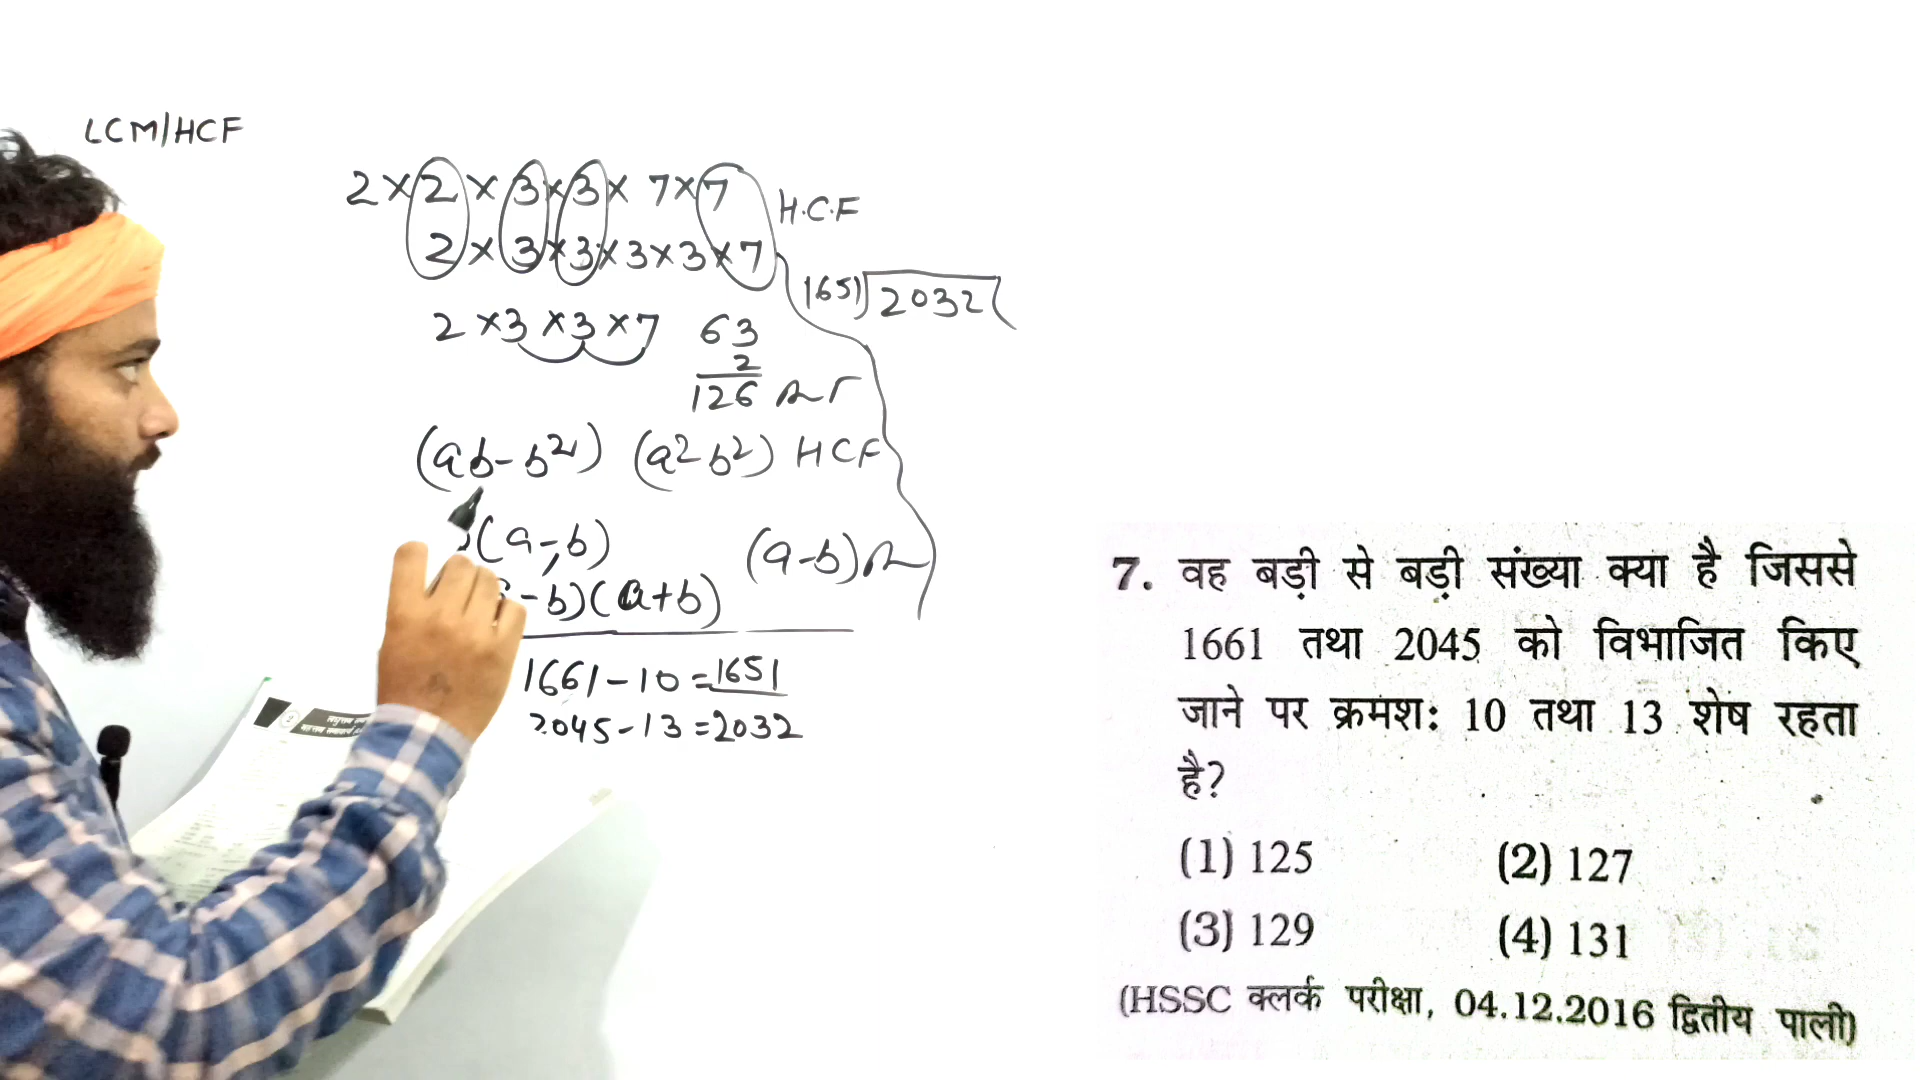 LCM/HCF
2×2×3×3×7×7
H.C.F
2×3×3×3×3×7
1651)2032(
2×3×3×7
63
2
126
(ab-b²) (a²b²) HCF
(a-b)
(a-b)
-b)(a+b)
1661-10=1651
2045-13=2032
7. वह बड़ी से बड़ी संख्या क्या है जिससे
1661 तथा 2045 को विभाजित किए
जाने पर क्रमश: 10 तथा 13 शेष रहता
है?
(1) 125 (2) 127
(3) 129 (4) 131
(HSSC क्लर्क परीक्षा, 04.12.2016 द्वितीय पाली)